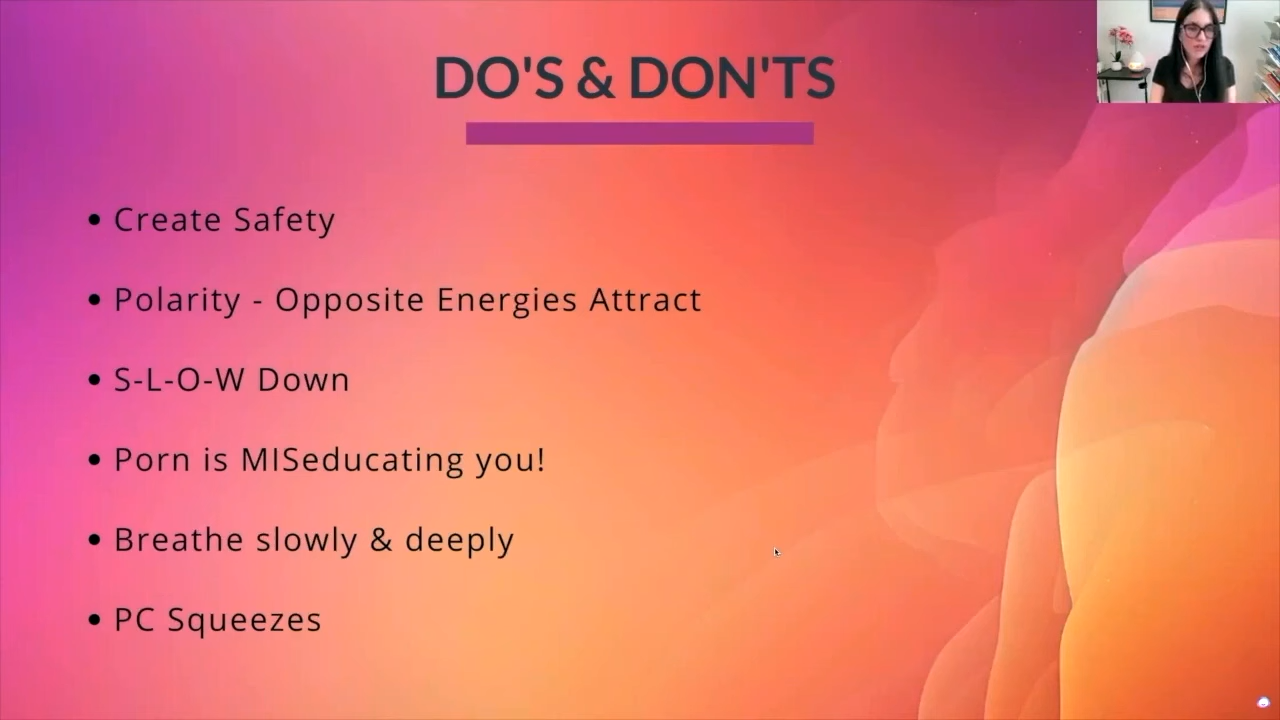 DO'S & DON'TS
• Create Safety
• Polarity - Opposite Energies Attract
• S-L-O-W Down
• Porn is MISeducating you!
• Breathe slowly & deeply
• PC Squeezes